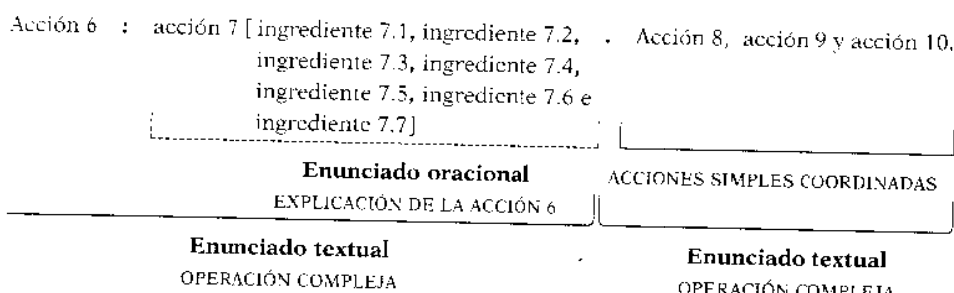 Acción 6 : acción 7 [ ingrediente 7.1, ingrediente 7.2, . Acción 8, acción 9 y acción 10.
ingrediente 7.3, ingrediente 7.4,
ingrediente 7.5, ingrediente 7.6 e
ingrediente 7.7]
Enunciado oracional ACCIONES SIMPLES COORDINADAS
EXPLICACIÓN DE LA ACCIÓN 6
Enunciado textual Enunciado textual
OPERACIÓN COMPLEJA OPERACIÓN COMPLEJA